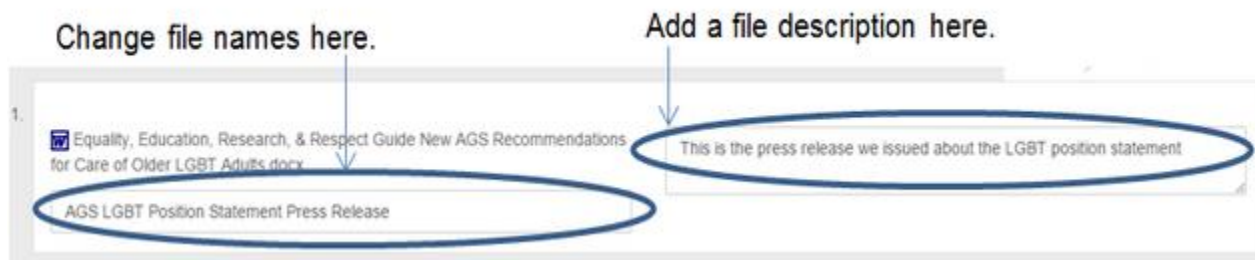 Change file names here.
Add a file description here.
1.
Equality, Education, Research, & Respect Guide New AGS Recommendations
for Care of Older LGBT Adults.docx
This is the press release we issued about the LGBT position statement
AGS LGBT Position Statement Press Release